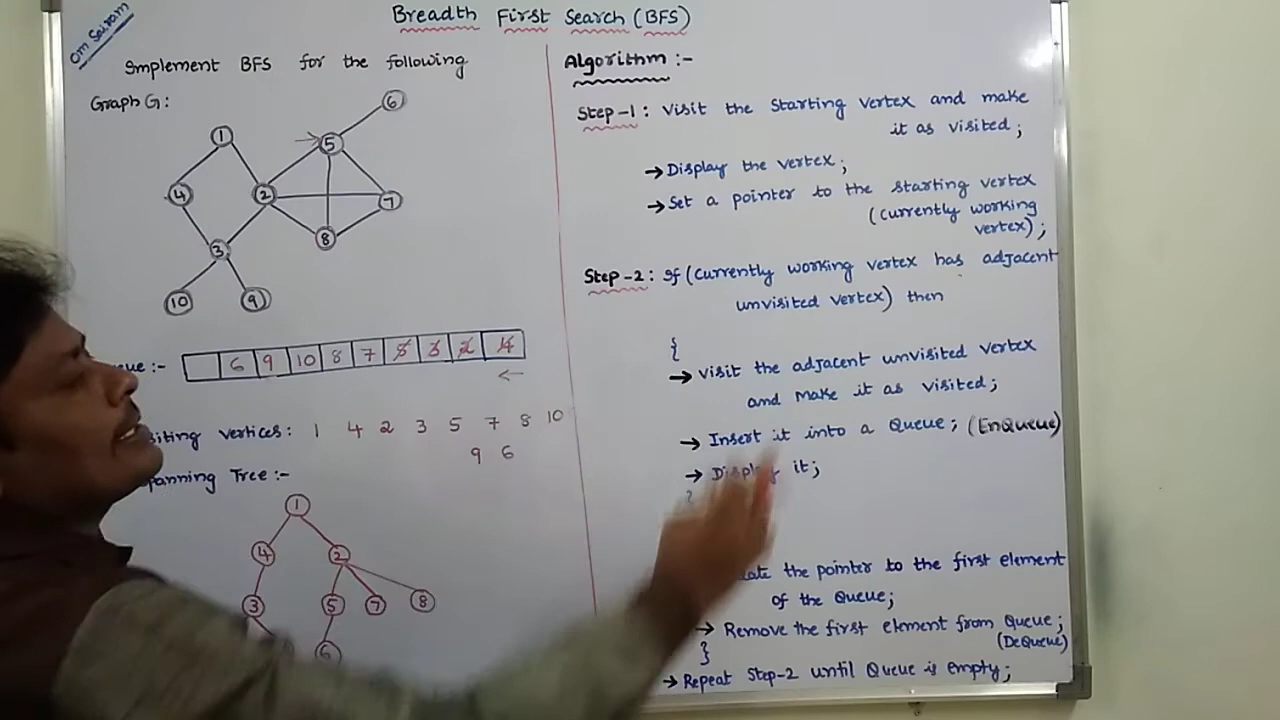 Om Sairam
Breadth First Search (BFS)
Implement BFS for the following
Graph G:
6
1
5
4
2
7
8
3
10
9
6 9 10 8 7 5 3 2 4
visiting vertices: 1 4 2 3 5 7 8 10
9 6
Spanning Tree:-
1
4 2
3 5 7 8
6
Algorithm :-
Step-1: Visit the Starting vertex and make
it as visited;
→ Display the vertex;
→ Set a pointer to the starting vertex
(currently working
vertex);
Step-2: If (currently working vertex has adjacent
unvisited vertex) then
{
→ visit the adjacent unvisited vertex
and make it as visited;
→ Insert it into a Queue; (EnQueue)
→ Display it;
}
the pointer to the first element
of the Queue;
→ Remove the first element from Queue;
(DeQueue)
}
→ Repeat Step-2 until Queue is empty;